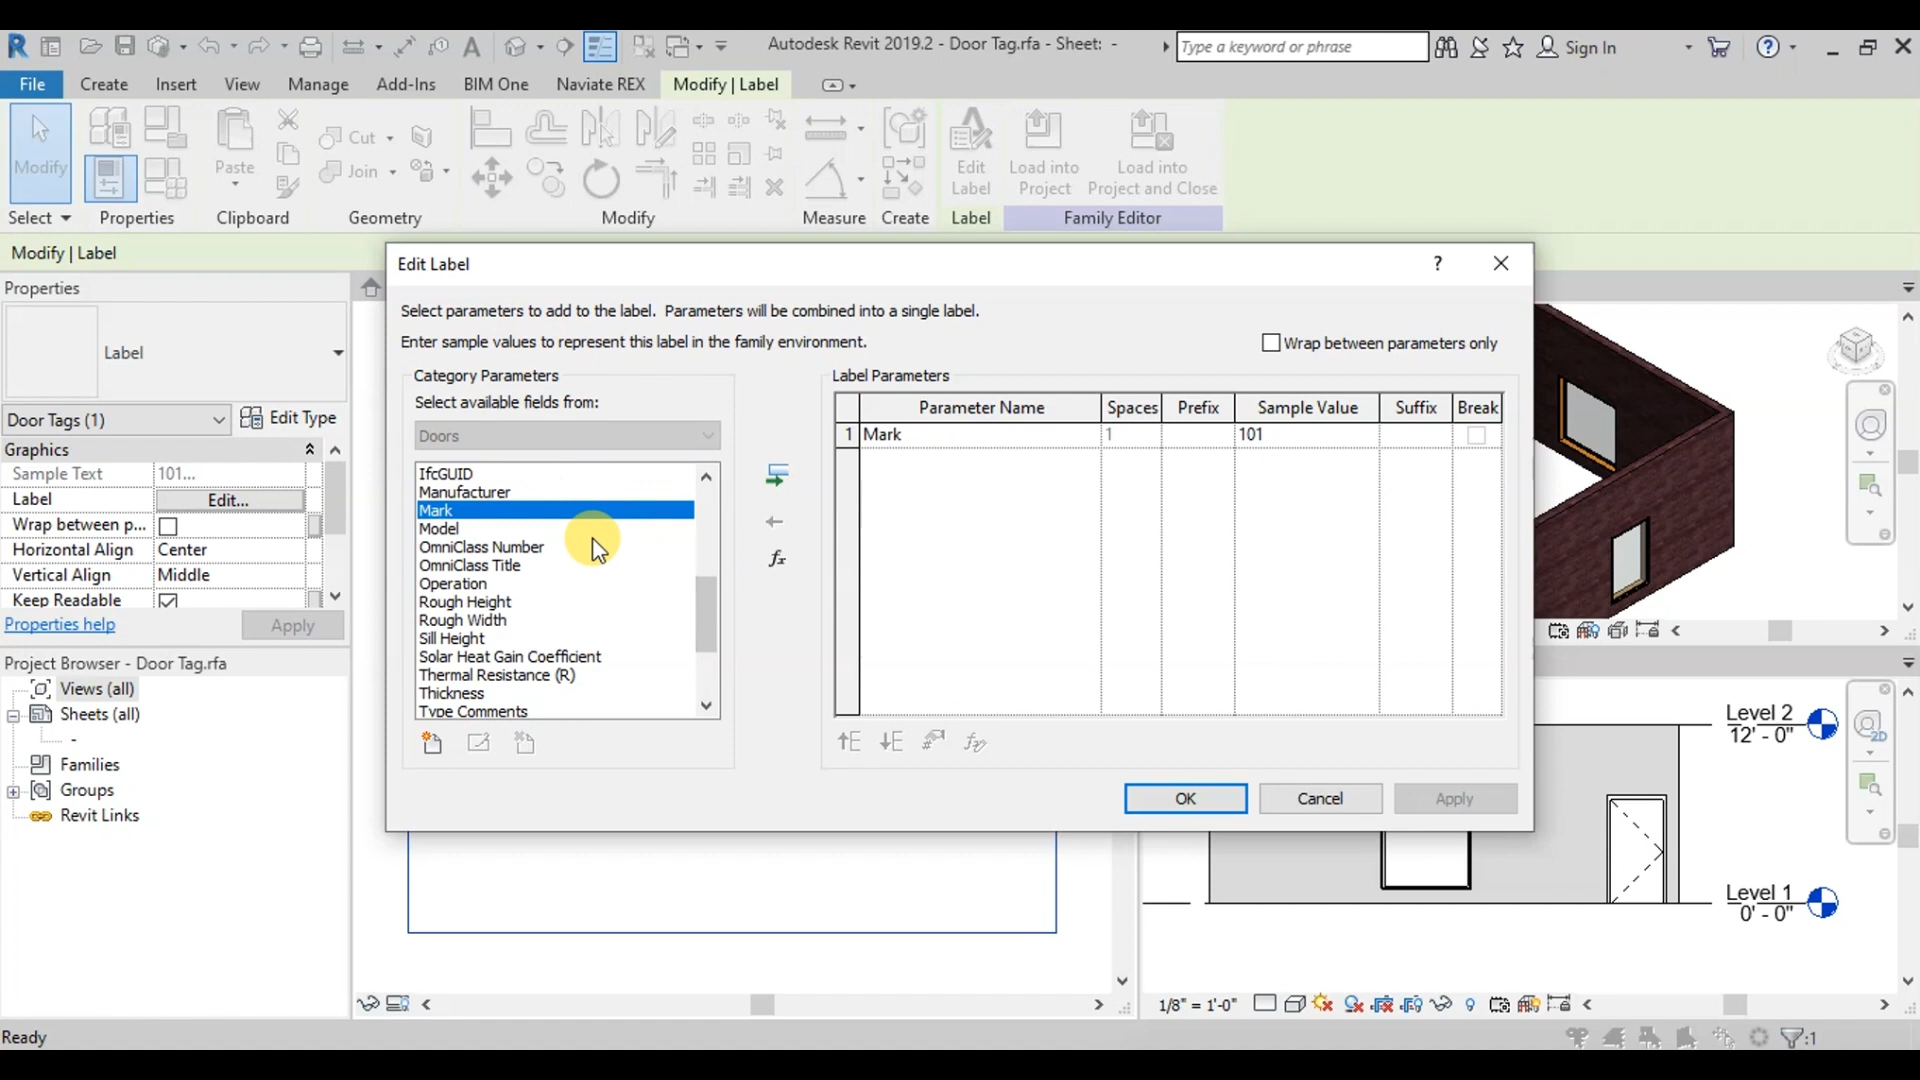 Autodesk Revit 2019.2 - Door Tag.rfa - Sheet: -
Type a keyword or phrase
Sign In
File
Create
Insert
View
Manage
Add-Ins
BIM One
Naviate REX
Modify | Label
Modify
Paste
Cut
Join
Edit
Label
Load into
Project
Load into
Project and Close
Select
Properties
Clipboard
Geometry
Modify
Measure
Create
Label
Family Editor
Modify | Label
Properties
Label
Door Tags (1)
Edit Type
Graphics
Sample Text 101...
Label Edit...
Wrap between p...
Horizontal Align Center
Vertical Align Middle
Keep Readable
Properties help
Apply
Project Browser - Door Tag.rfa
Views (all)
Sheets (all)
-
Families
Groups
Revit Links
Edit Label
?
Select parameters to add to the label. Parameters will be combined into a single label.
Enter sample values to represent this label in the family environment.
Wrap between parameters only
Category Parameters
Select available fields from:
Doors
IfcGUID
Manufacturer
Mark
Model
OmniClass Number
OmniClass Title
Operation
Rough Height
Rough Width
Sill Height
Solar Heat Gain Coefficient
Thermal Resistance (R)
Thickness
Type Comments
fx
Label Parameters
Parameter Name Spaces Prefix Sample Value Suffix Break
1 Mark 1 101
OK
Cancel
Apply
Level 2
12' - 0"
Level 1
0' - 0"
2D
1/8" = 1'-0"
Ready
:1